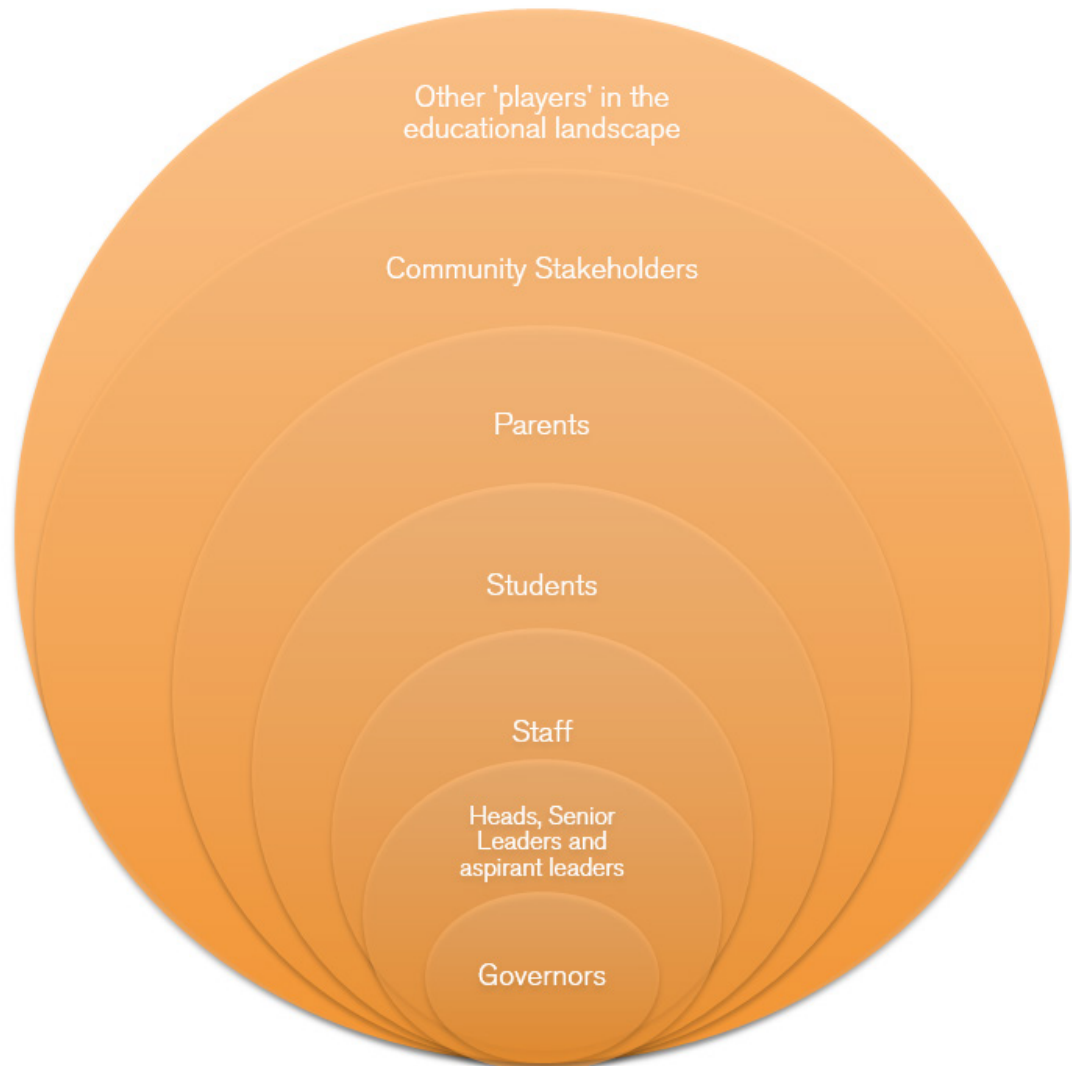 Other 'players' in the
educational landscape
Community Stakeholders
Parents
Students
Staff
Heads, Senior
Leaders and
aspirant leaders
Governors